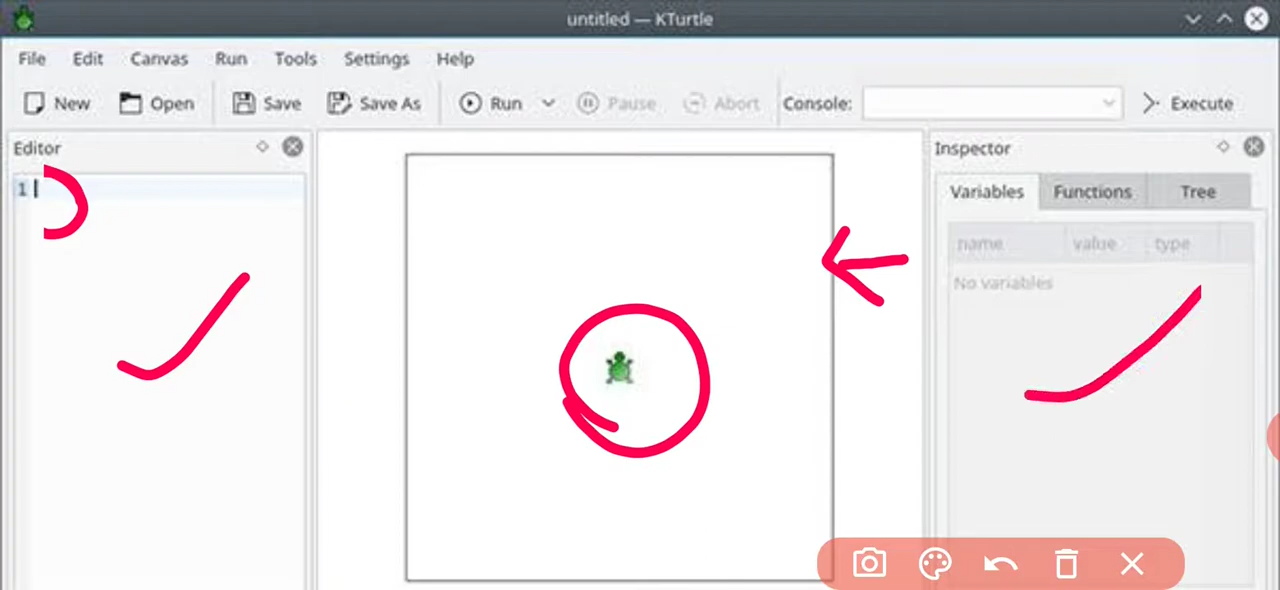 untitled — KTurtle
File Edit Canvas Run Tools Settings Help
New Open Save Save As Run Pause Abort Console: Execute
Editor
1
Inspector
Variables Functions Tree
name value type
No variables